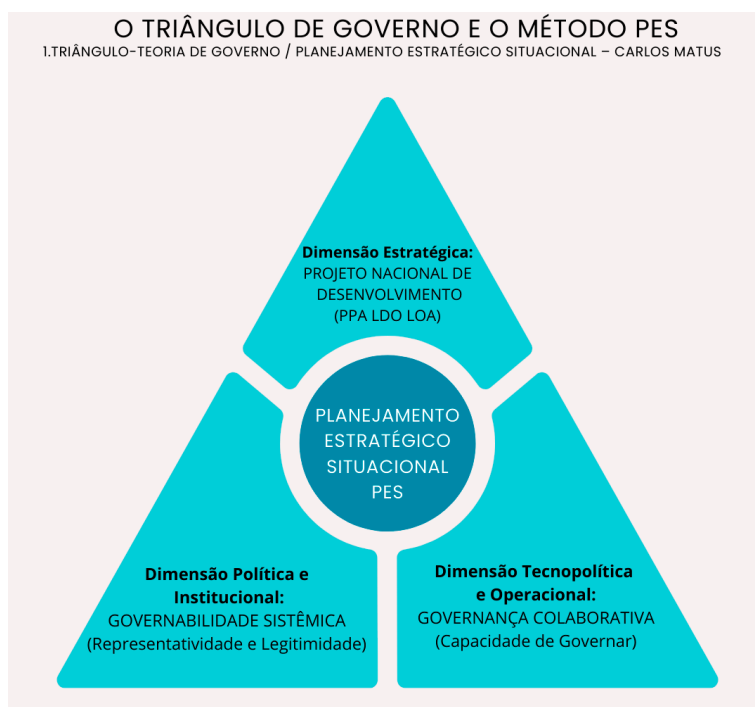 O TRIÂNGULO DE GOVERNO E O MÉTODO PES
1.TRIÂNGULO-TEORIA DE GOVERNO / PLANEJAMENTO ESTRATÉGICO SITUACIONAL – CARLOS MATUS
Dimensão Estratégica:
PROJETO NACIONAL DE
DESENVOLVIMENTO
(PPA LDO LOA)
PLANEJAMENTO
ESTRATÉGICO
SITUACIONAL
PES
Dimensão Política e
Institucional:
GOVERNABILIDADE SISTÊMICA
(Representatividade e Legitimidade)
Dimensão Tecnopolítica
e Operacional:
GOVERNANÇA COLABORATIVA
(Capacidade de Governar)